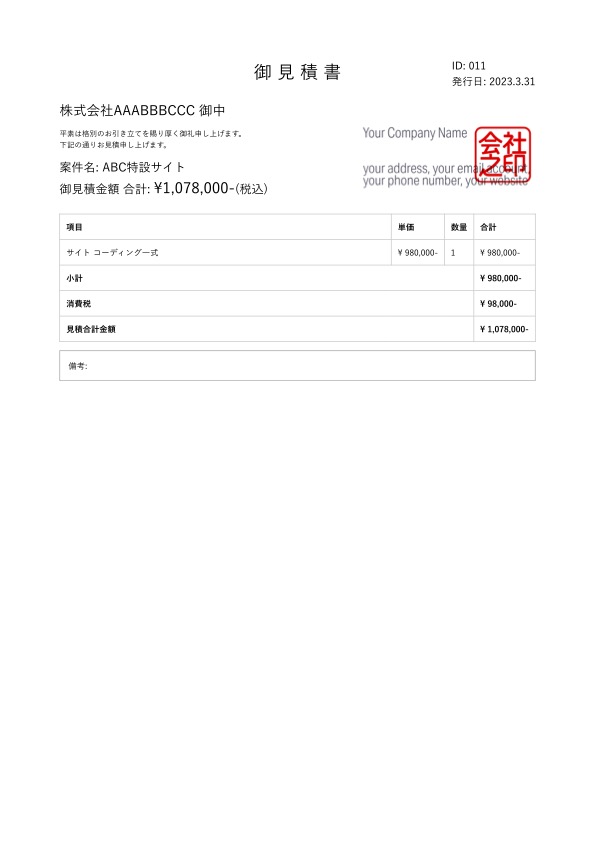 御見積書
ID: 011
発行日: 2023.3.31
株式会社AAABBBCCC 御中
平素は格別のお引き立てを賜り厚く御礼申し上げます。
下記の通りお見積申し上げます。
案件名: ABC特設サイト
御見積金額 合計: ¥1,078,000-(税込)
Your Company Name
your address, your email account,
your phone number, your website
会社
之印
項目 単価 数量 合計
サイト コーディング一式 ¥ 980,000- 1 ¥ 980,000-
小計 ¥ 980,000-
消費税 ¥ 98,000-
見積合計金額 ¥ 1,078,000-
備考: